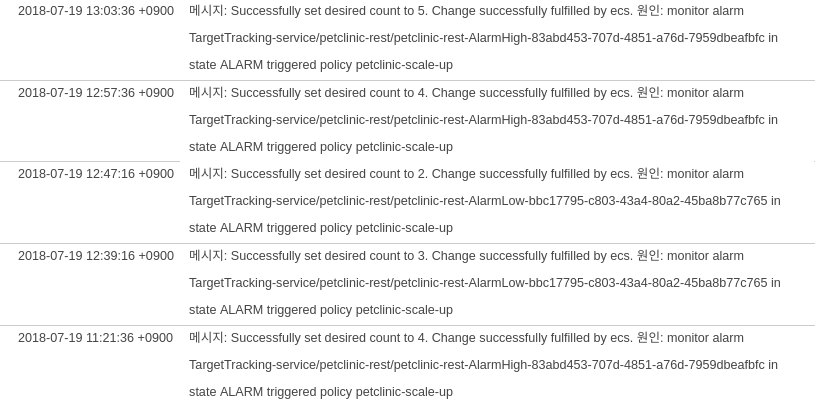 2018-07-19 13:03:36 +0900 메시지: Successfully set desired count to 5. Change successfully fulfilled by ecs. 원인: monitor alarm
TargetTracking-service/petclinic-rest/petclinic-rest-AlarmHigh-83abd453-707d-4851-a76d-7959dbeafbfc in
state ALARM triggered policy petclinic-scale-up
2018-07-19 12:57:36 +0900 메시지: Successfully set desired count to 4. Change successfully fulfilled by ecs. 원인: monitor alarm
TargetTracking-service/petclinic-rest/petclinic-rest-AlarmHigh-83abd453-707d-4851-a76d-7959dbeafbfc in
state ALARM triggered policy petclinic-scale-up
2018-07-19 12:47:16 +0900 메시지: Successfully set desired count to 2. Change successfully fulfilled by ecs. 원인: monitor alarm
TargetTracking-service/petclinic-rest/petclinic-rest-AlarmLow-bbc17795-c803-43a4-80a2-45ba8b77c765 in
state ALARM triggered policy petclinic-scale-up
2018-07-19 12:39:16 +0900 메시지: Successfully set desired count to 3. Change successfully fulfilled by ecs. 원인: monitor alarm
TargetTracking-service/petclinic-rest/petclinic-rest-AlarmLow-bbc17795-c803-43a4-80a2-45ba8b77c765 in
state ALARM triggered policy petclinic-scale-up
2018-07-19 11:21:36 +0900 메시지: Successfully set desired count to 4. Change successfully fulfilled by ecs. 원인: monitor alarm
TargetTracking-service/petclinic-rest/petclinic-rest-AlarmHigh-83abd453-707d-4851-a76d-7959dbeafbfc in
state ALARM triggered policy petclinic-scale-up